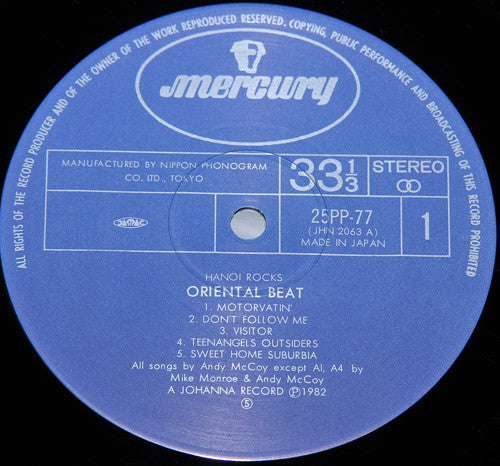 ALL RIGHTS OF THE RECORD PRODUCER AND OF THE OWNER OF THE WORK REPRODUCED RESERVED, COPYING, PUBLIC PERFORMANCE AND BROADCASTING OF THIS RECORD PROHIBITED
mercury
MANUFACTURED BY NIPPON PHONOGRAM
CO., LTD., TOKYO
33 1/3
STEREO
25PP-77
(JHN 2063 A)
MADE IN JAPAN
1
HANOI ROCKS
ORIENTAL BEAT
1. MOTORVATIN'
2. DON'T FOLLOW ME
3. VISITOR
4. TEENANGELS OUTSIDERS
5. SWEET HOME SUBURBIA
All songs by Andy McCoy except A1, A4 by
Mike Monroe & Andy McCoy
A JOHANNA RECORD Ⓟ1982
⑤